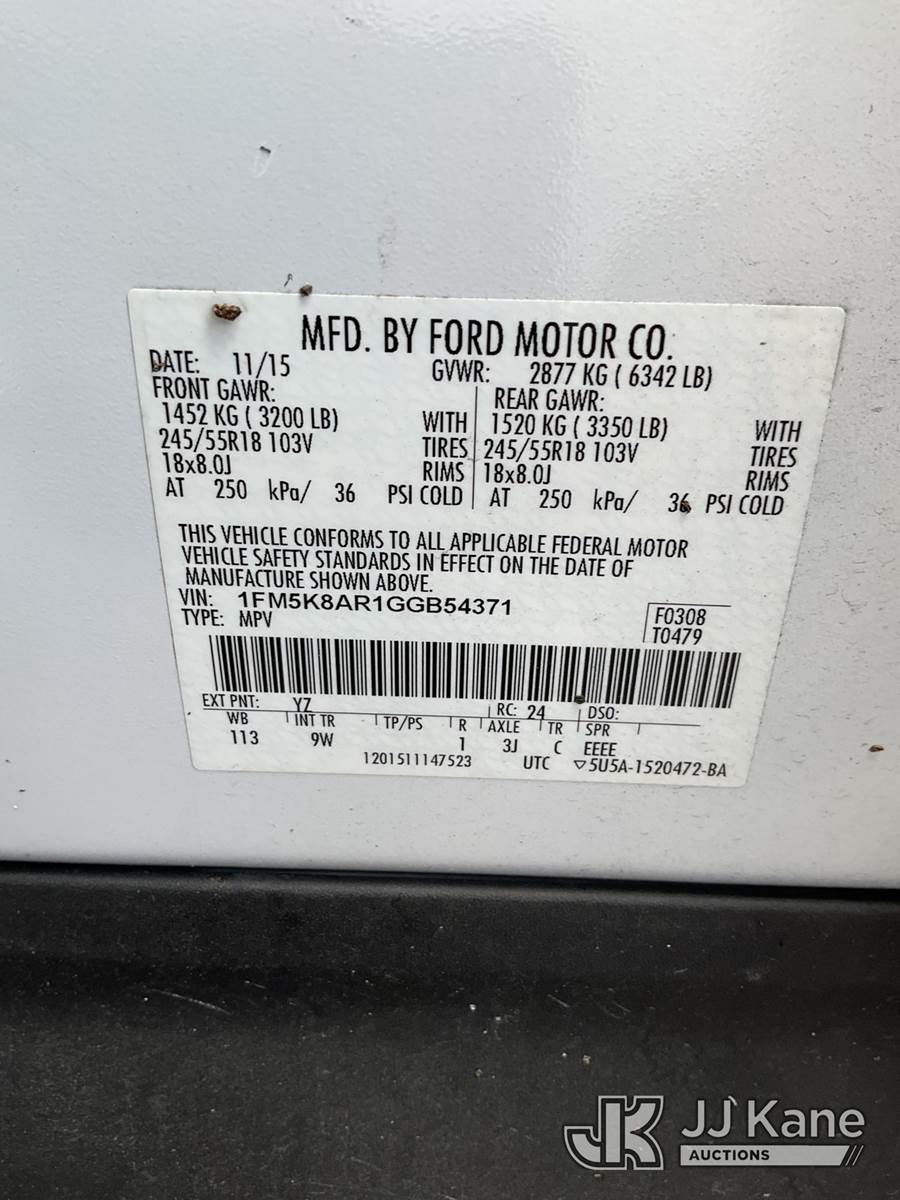 MFD. BY FORD MOTOR CO.
DATE: 11/15 GVWR: 2877 KG ( 6342 LB)
FRONT GAWR: REAR GAWR:
1452 KG ( 3200 LB) WITH 1520 KG ( 3350 LB) WITH
245/55R18 103V TIRES 245/55R18 103V TIRES
18x8.0J RIMS 18x8.0J RIMS
AT 250 kPa/ 36 PSI COLD AT 250 kPa/ 36 PSI COLD
THIS VEHICLE CONFORMS TO ALL APPLICABLE FEDERAL MOTOR
VEHICLE SAFETY STANDARDS IN EFFECT ON THE DATE OF
MANUFACTURE SHOWN ABOVE.
VIN: 1FM5K8AR1GGB54371 F0308
TYPE: MPV T0479
EXT PNT: YZ RC: 24 DSO:
WB INT TR TP/PS R AXLE TR SPR
113 9W 1 3J C EEEE
1201511147523 UTC ▽5U5A-1520472-BA
JK JJ Kane
AUCTIONS